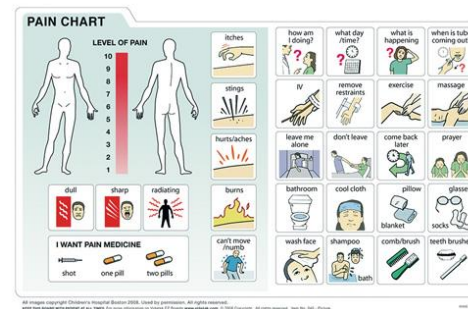 PAIN CHART
LEVEL OF PAIN
10
9
8
7
6
5
4
3
2
1
dull
sharp
radiating
I WANT PAIN MEDICINE
shot
one pill
two pills
itches
stings
hurts/aches
burns
can't move
/numb
how am
I doing?
what day
/time?
what is
happening
when is tub
coming out
IV
remove
restraints
exercise
massage
leave me
alone
don't leave
come back
later
prayer
bathroom
cool cloth
pillow
blanket
glasse
socks
wash face
shampoo
bath
comb/brush
teeth brushe
All images copyright Children's Hospital Boston 2008. Used by permission. All rights reserved.